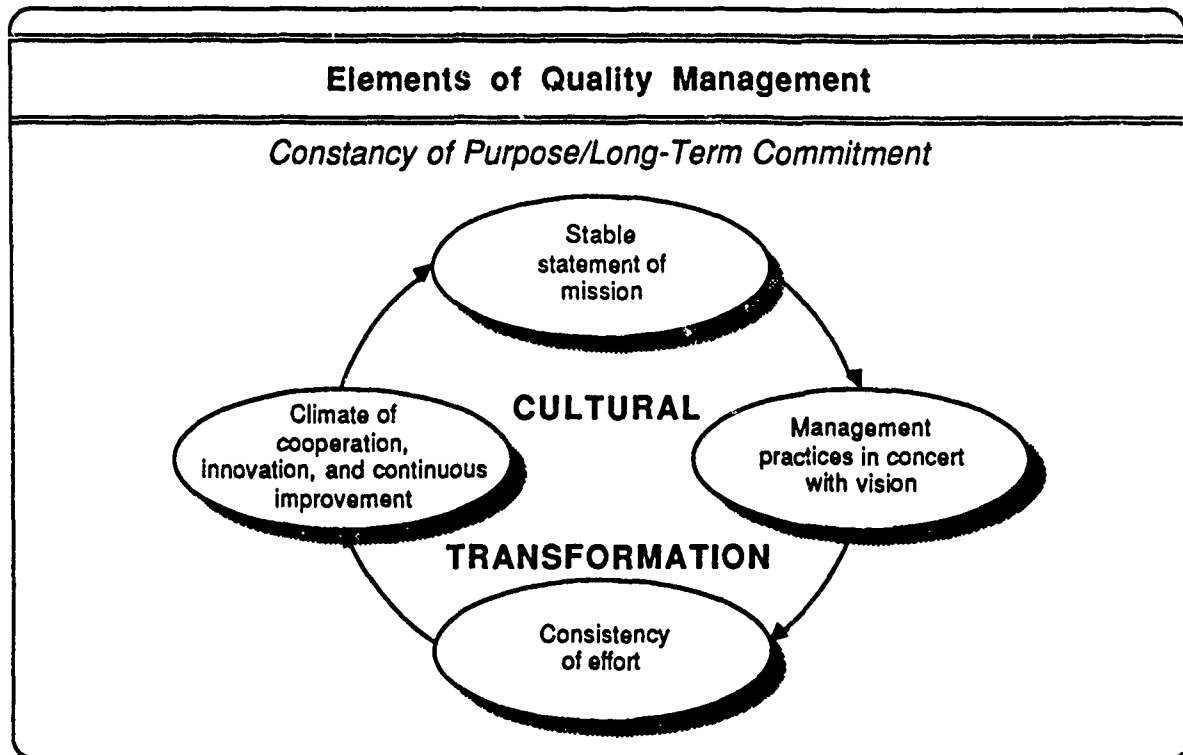 Elements of Quality Management
Constancy of Purpose/Long-Term Commitment
Stable
statement of
mission
CULTURAL
Climate of
cooperation,
innovation, and continuous
improvement
Management
practices in concert
with vision
TRANSFORMATION
Consistency
of effort